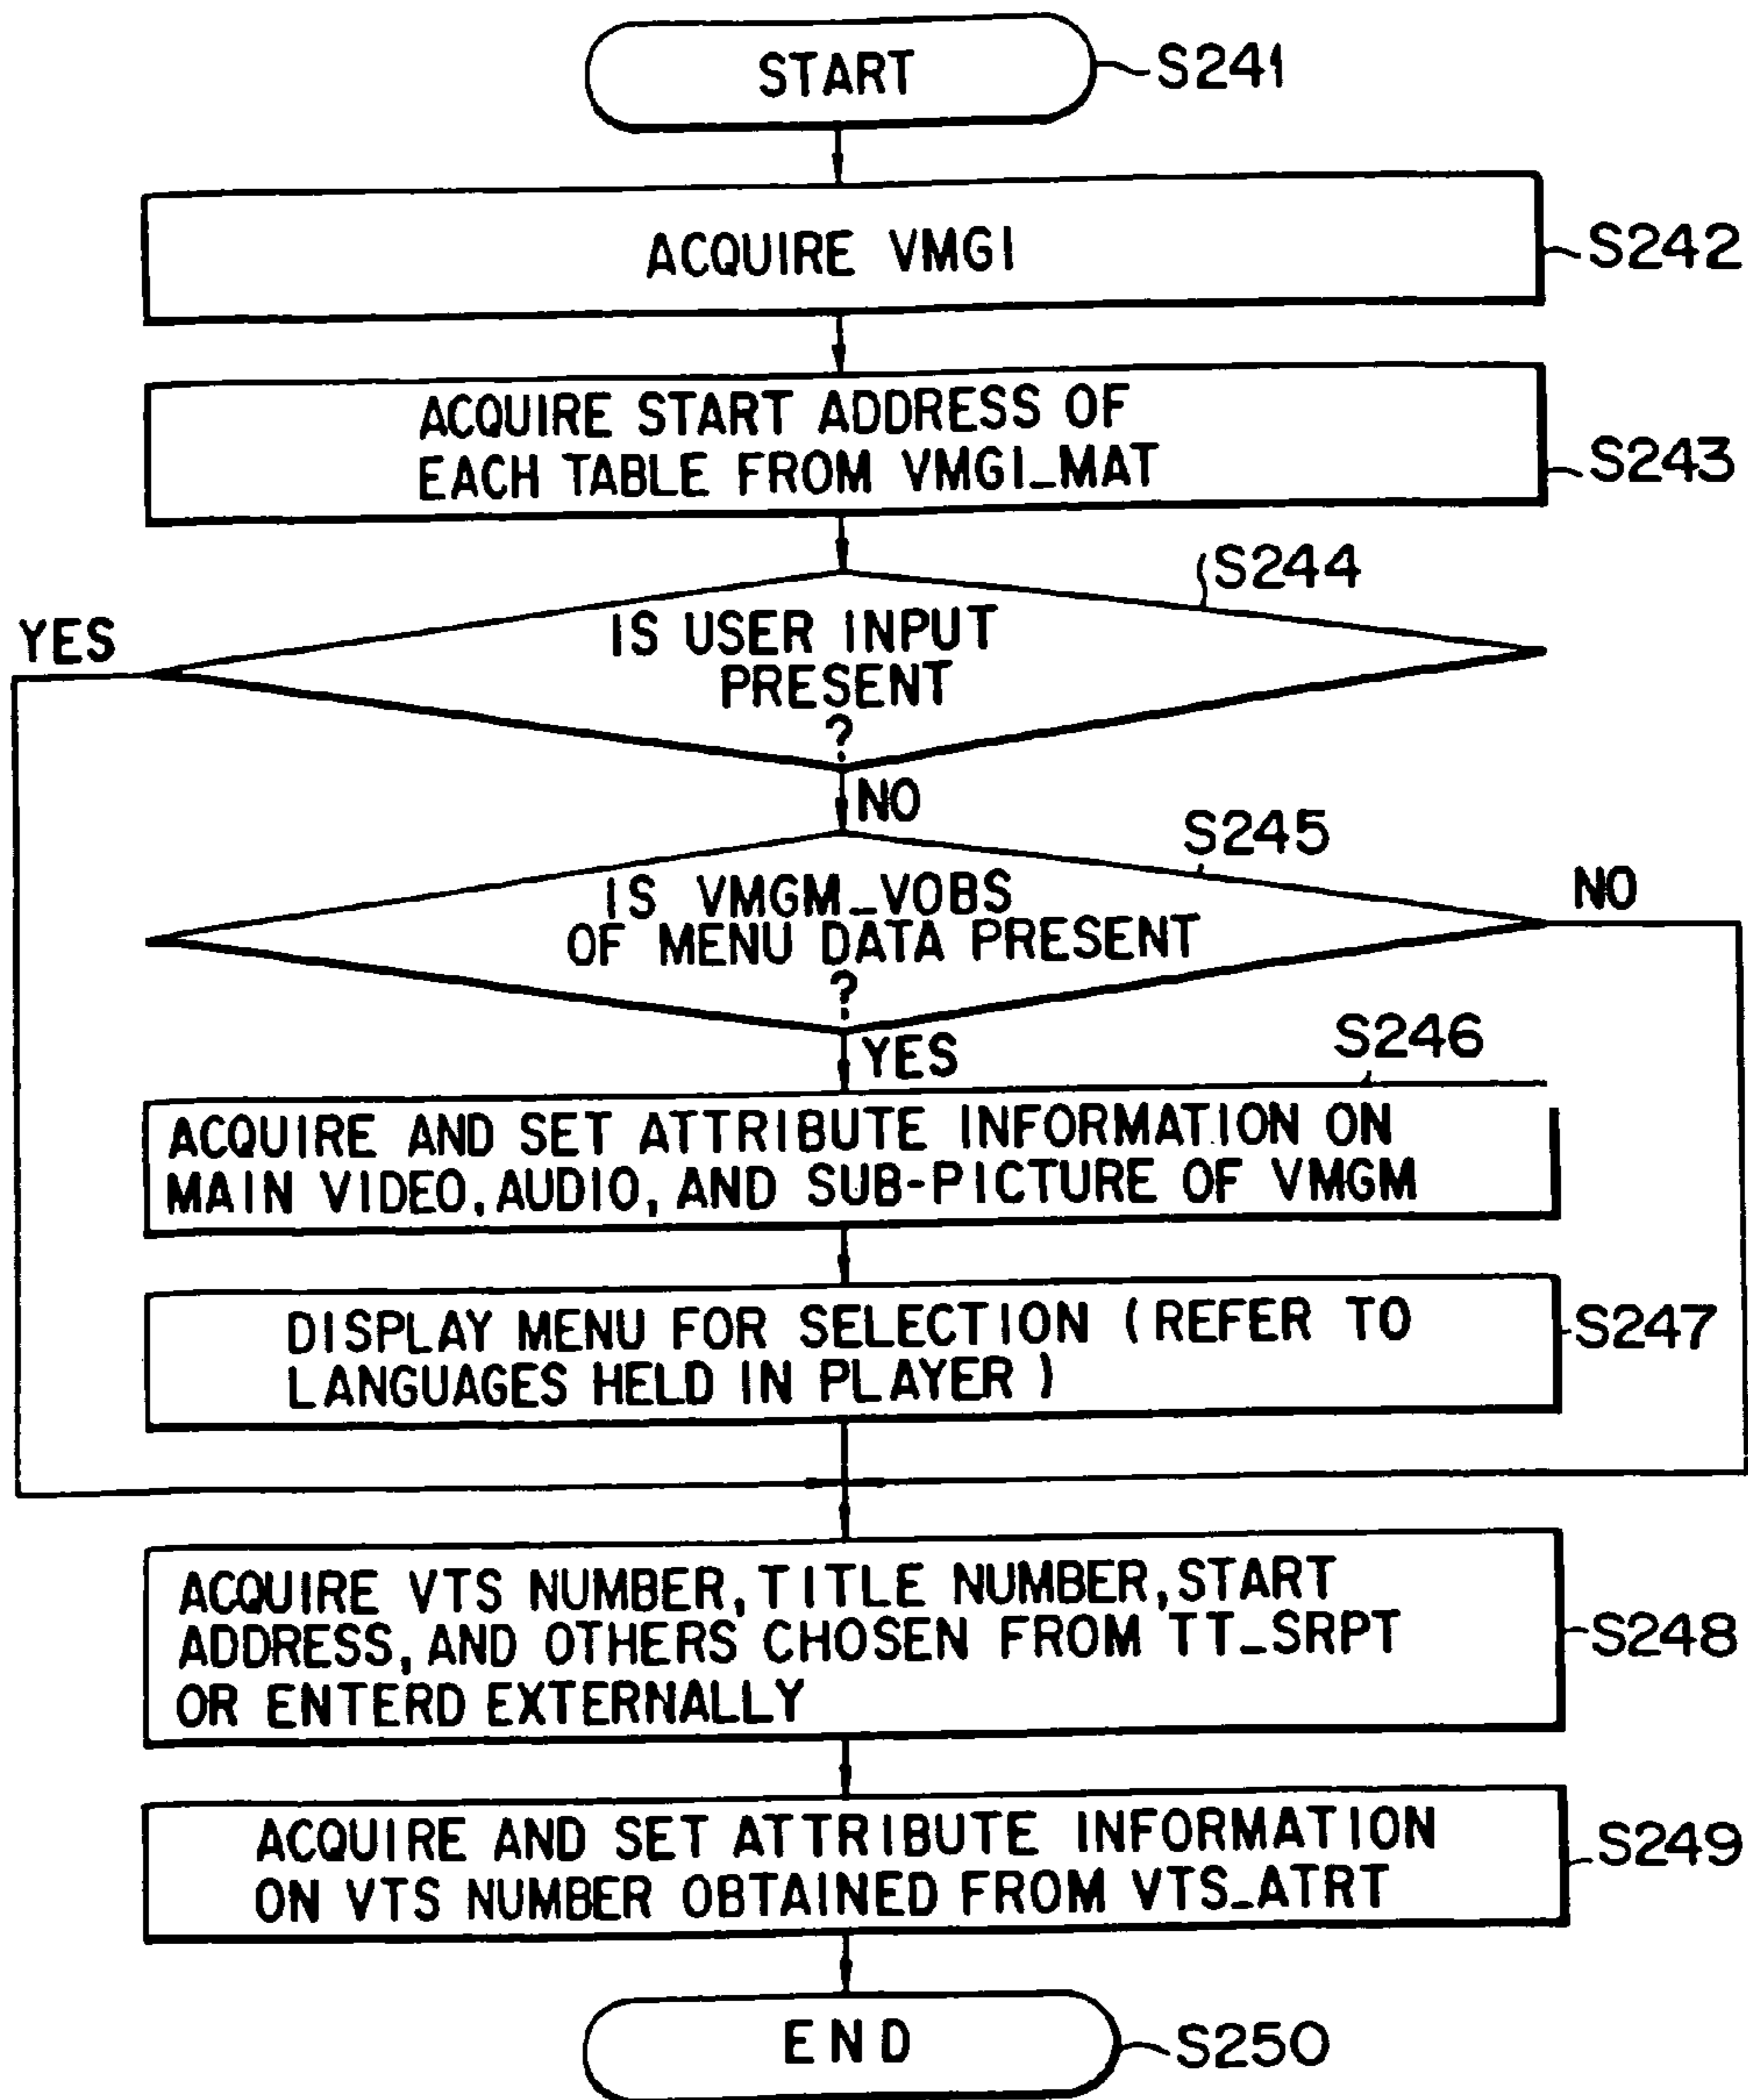 START
S241
ACQUIRE VMGI
S242
ACQUIRE START ADDRESS OF
EACH TABLE FROM VMGI_MAT
S243
S244
YES
IS USER INPUT
PRESENT
?
NO
S245
IS VMGM_VOBS
OF MENU DATA PRESENT
?
NO
YES
S246
ACQUIRE AND SET ATTRIBUTE INFORMATION ON
MAIN VIDEO, AUDIO, AND SUB-PICTURE OF VMGM
DISPLAY MENU FOR SELECTION (REFER TO
LANGUAGES HELD IN PLAYER)
S247
ACQUIRE VTS NUMBER, TITLE NUMBER, START
ADDRESS, AND OTHERS CHOSEN FROM TT_SRPT
OR ENTERD EXTERNALLY
S248
ACQUIRE AND SET ATTRIBUTE INFORMATION
ON VTS NUMBER OBTAINED FROM VTS_ATRT
S249
END
S250